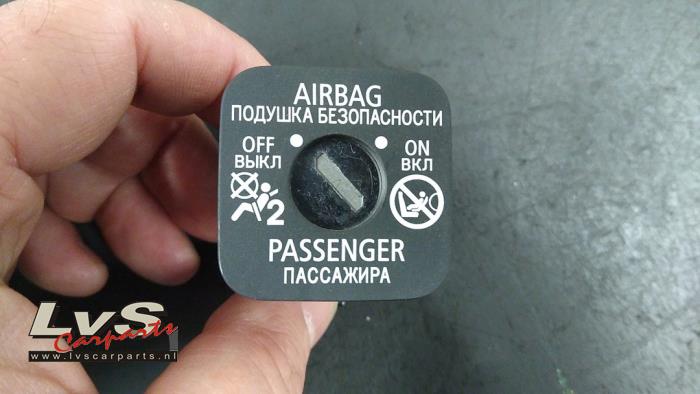 AIRBAG
ПОДУШКА БЕЗОПАСНОСТИ
OFF
ВЫКЛ
ON
ВКЛ
2
PASSENGER
ПАССАЖИРА
LvS
Carparts
www.lvscarparts.nl